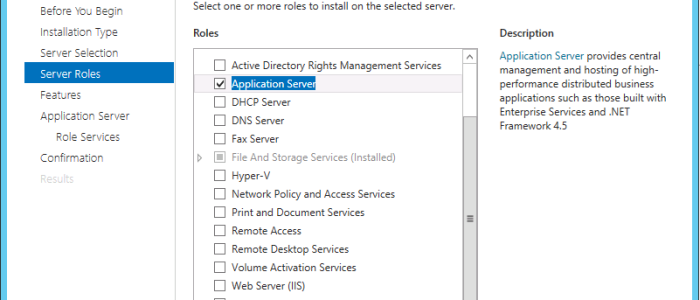 Before You Begin
Installation Type
Server Selection
Server Roles
Features
Application Server
Role Services
Confirmation
Results
Select one or more roles to install on the selected server.
Roles
Active Directory Rights Management Services
Application Server
DHCP Server
DNS Server
Fax Server
File And Storage Services (Installed)
Hyper-V
Network Policy and Access Services
Print and Document Services
Remote Access
Remote Desktop Services
Volume Activation Services
Web Server (IIS)
Description
Application Server provides central
management and hosting of high-
performance distributed business
applications such as those built with
Enterprise Services and .NET
Framework 4.5